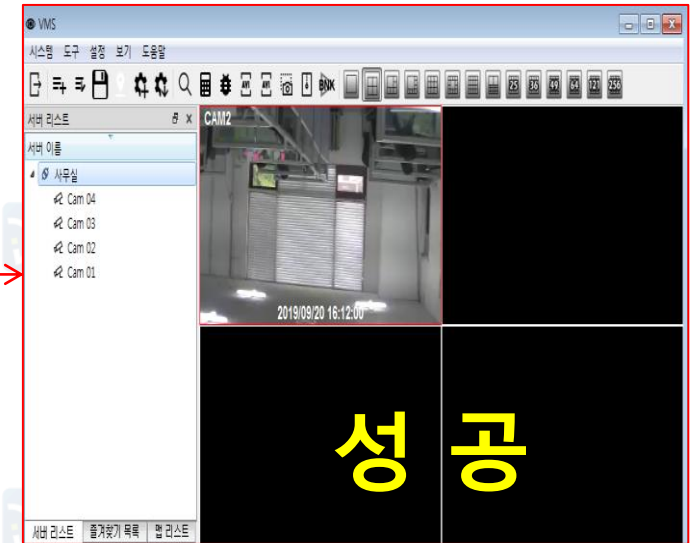 VMS
시스템 도구 설정 보기 도움말
AVI AVI BNK 25 36 49 64 121 256
서버 리스트
서버 이름
사무실
Cam 04
Cam 03
Cam 02
Cam 01
CAM2
2019/09/20 16:12:00
성 공
서버 리스트 즐겨찾기 목록 맵 리스트